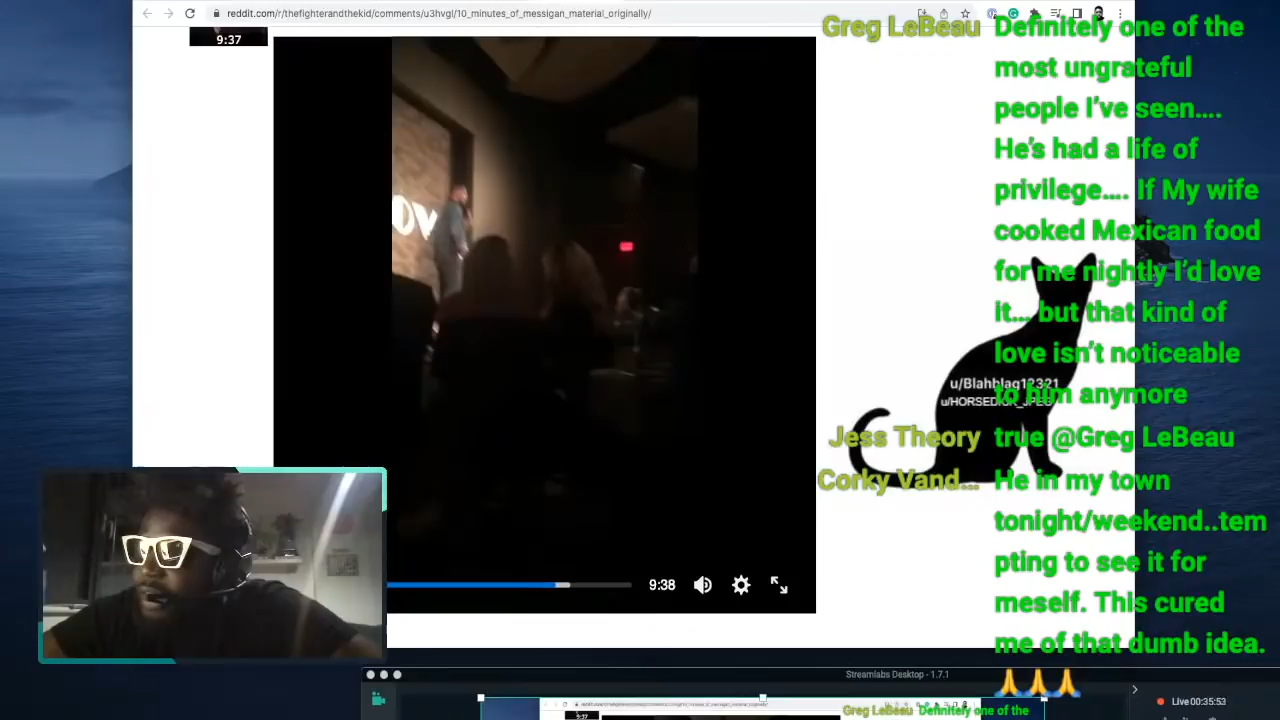 reddit.com/r/thefighterandthekid/comments/u3hvgl/10_minutes_of_messigan_material_originally/
9:37
OV
9:38
u/Blahblag12321
Greg LeBeau Definitely one of the
most ungrateful
people I've seen....
He's had a life of
privilege.... If My wife
cooked Mexican food
for me nightly I'd love
it... but that kind of
love isn't noticeable
to him anymore
Jess Theory true @Greg LeBeau
Corky Vand... He in my town
tonight/weekend..tem
pting to see it for
meself. This cured
me of that dumb idea.
🙏🙏🙏
Streamlabs Desktop - 1.7.1
Greg LeBeau Definitely one of the
Live 00:35:53